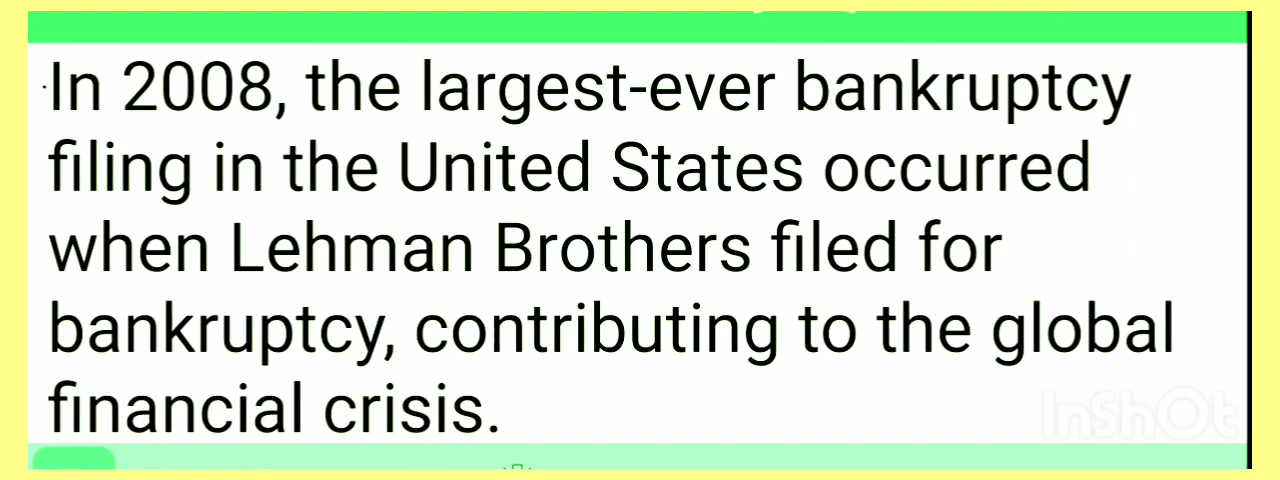 In 2008, the largest-ever bankruptcy
filing in the United States occurred
when Lehman Brothers filed for
bankruptcy, contributing to the global
financial crisis.
InShOt